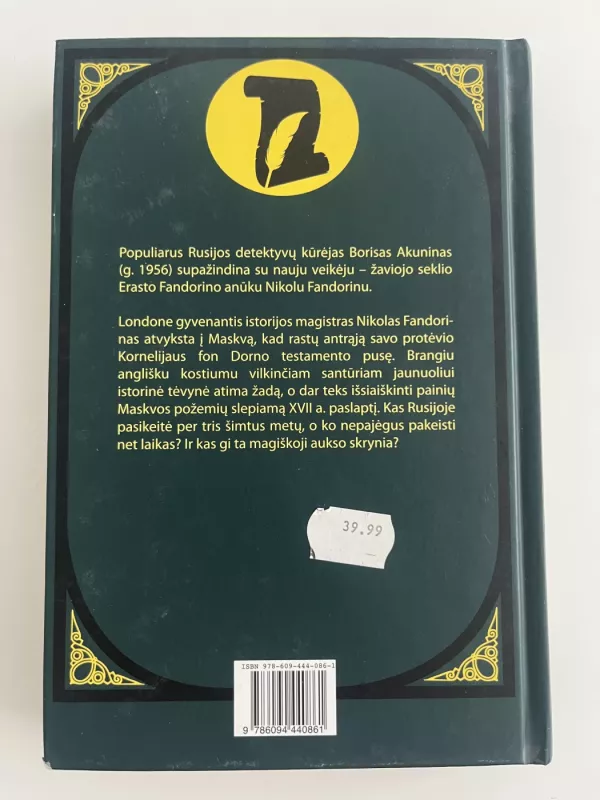 Populiarus Rusijos detektyvų kūrėjas Borisas Akuninas
(g. 1956) supažindina su nauju veikėju – žaviojo seklio
Erasto Fandorino anūku Nikolu Fandorinu.
Londone gyvenantis istorijos magistras Nikolas Fandori-
nas atvyksta į Maskvą, kad rastų antrąją savo protėvio
Kornelijaus fon Dorno testamento pusę. Brangiu
anglišku kostiumu vilkinčiam santūriam jaunuoliui
istorinė tėvynė atima žadą, o dar teks išsiaiškinti painių
Maskvos požemių slepiamą XVII a. paslaptį. Kas Rusijoje
pasikeitė per tris šimtus metų, o ko nepajėgus pakeisti
net laikas? Ir kas gi ta magiškoji aukso skrynia?
39.99
ISBN 978-609-444-086-1
9 786094 440861